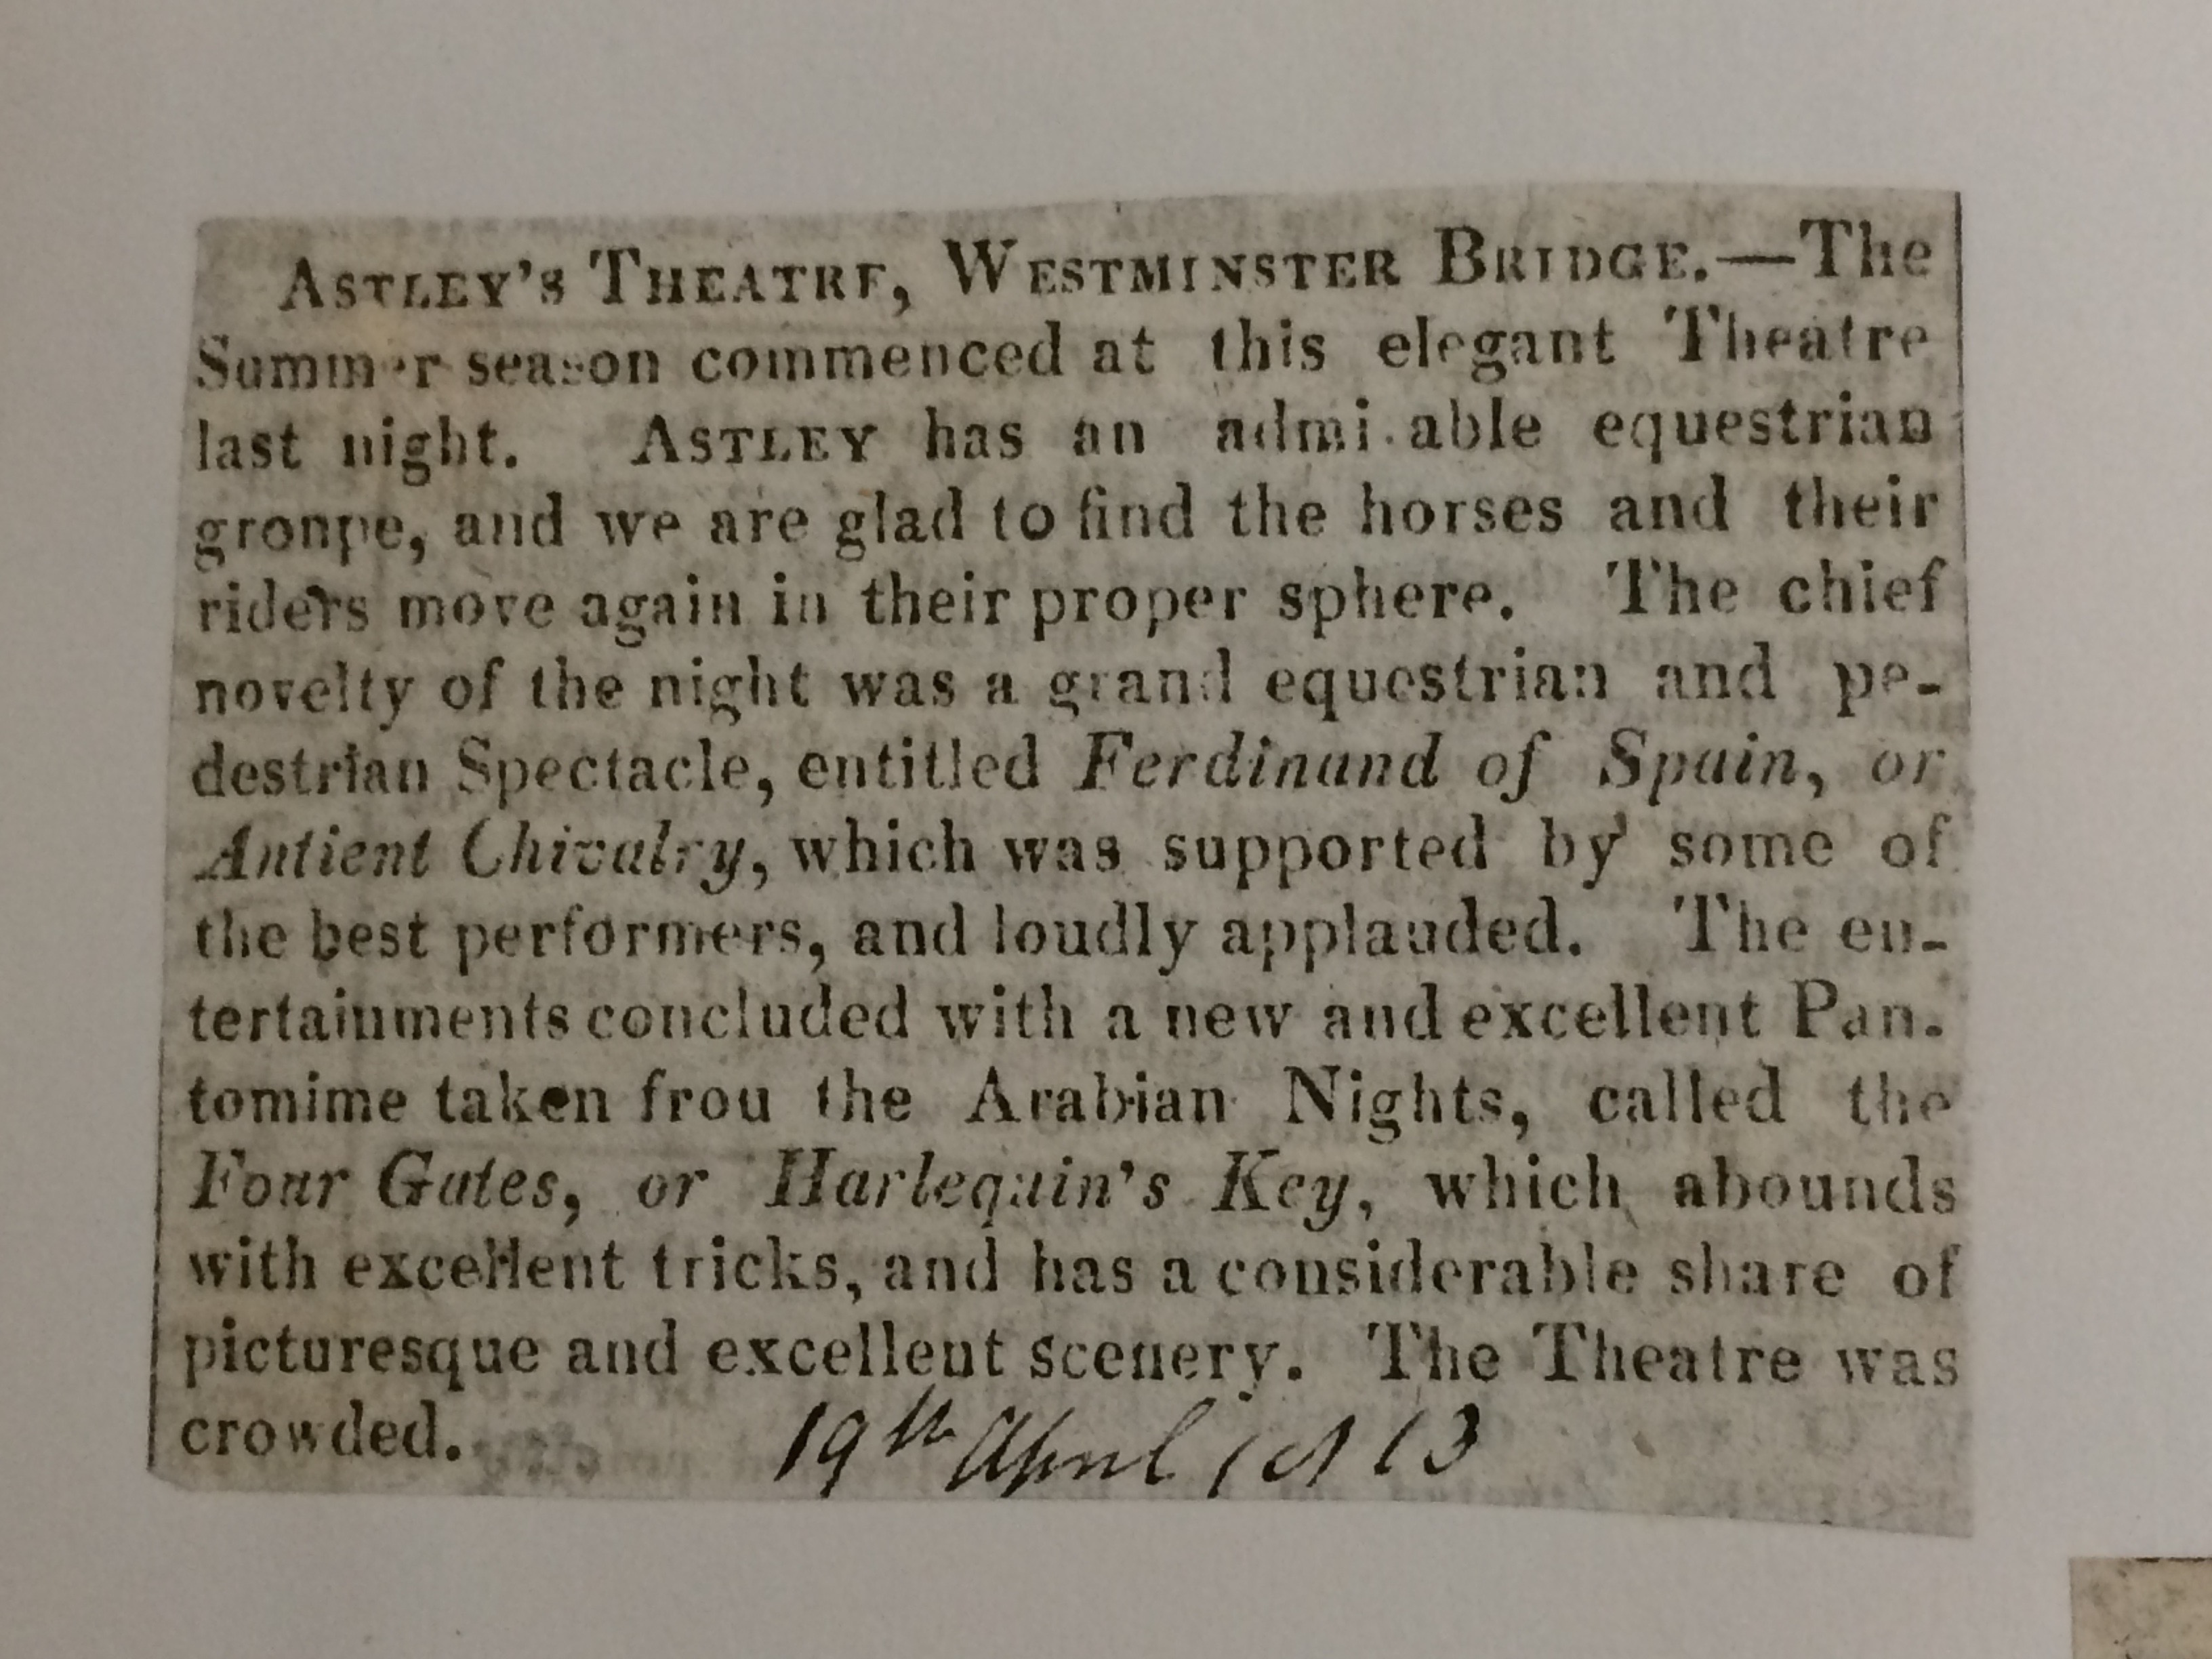 ASTLEY'S THEATRE, WESTMINSTER BRIDGE.—The
Summer season commenced at this elegant Theatre
last night. ASTLEY has an admirable equestrian
gronpe, and we are glad to find the horses and their
riders move again in their proper sphere. The chief
novelty of the night was a grand equestrian and pe-
destrian Spectacle, entitled Ferdinand of Spain, or
Antient Chivalry, which was supported by some of
the best performers, and loudly applauded. The en-
tertainments concluded with a new and excellent Pan-
tomime taken frou the Arabian Nights, called the
Four Gates, or Harlequin's Key, which abounds
with excellent tricks, and has a considerable share of
picturesque and excellent scenery. The Theatre was
crowded.
19th April 1813